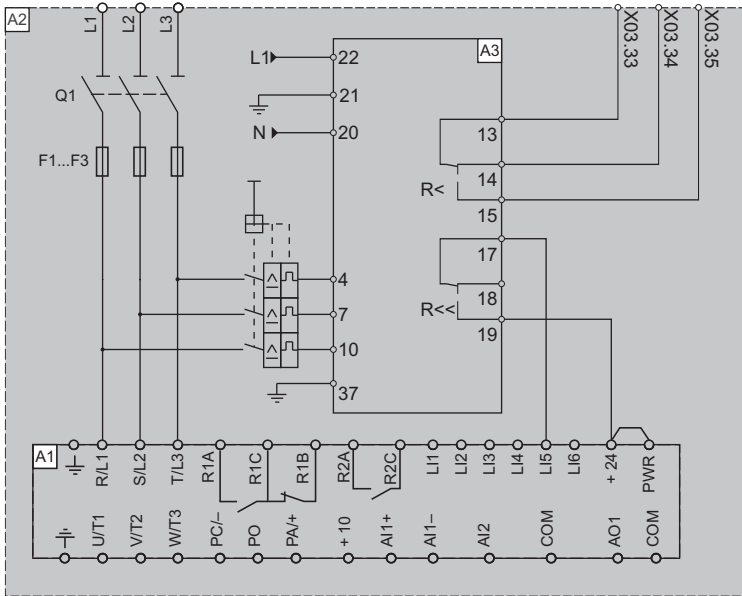 A2
L1 L2 L3
X03.33
X03.34
X03.35
L1 22
A3
Q1
21
N 20
13
F1...F3
14
R<
15
17
4
18
7
R<<
19
10
37
A1
R/L1 S/L2 T/L3 R1A R1C R1B R2A R2C LI1 LI2 LI3 LI4 LI5 LI6 + 24 PWR
U/T1 V/T2 W/T3 PC/– PO PA/+ + 10 AI1+ AI1– AI2 COM AO1 COM